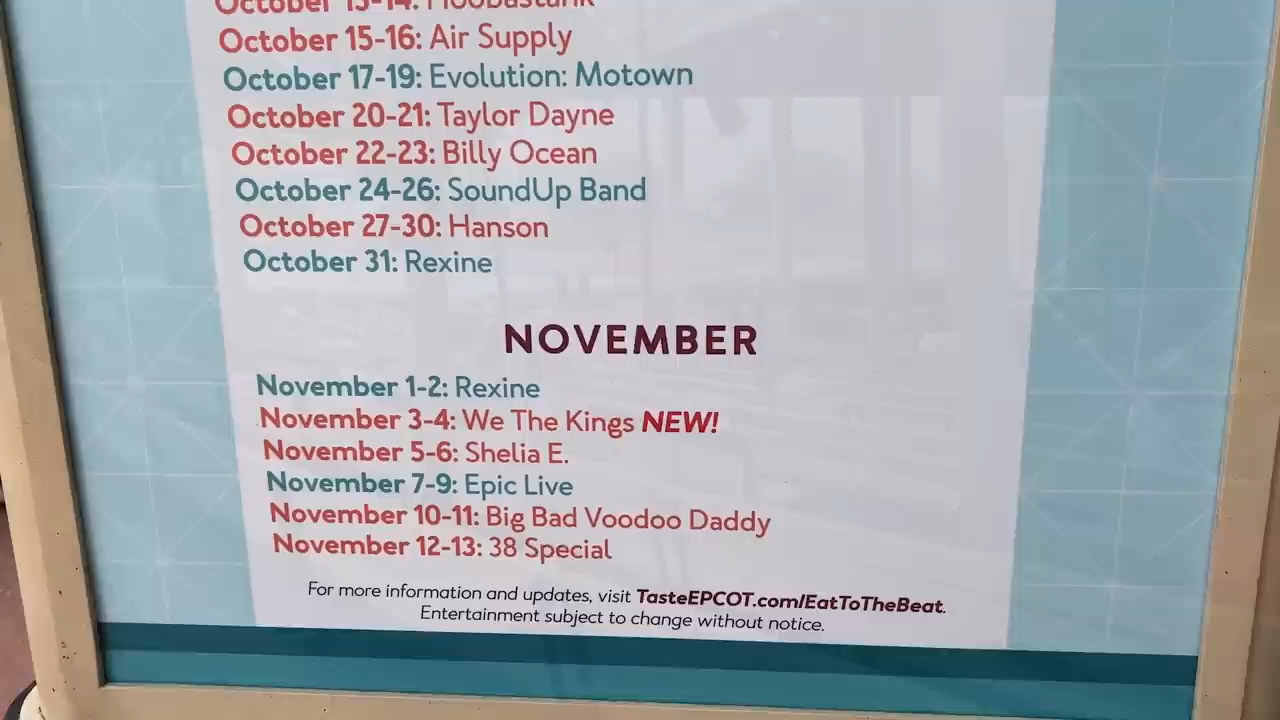 October 13-14: Hoobastank
October 15-16: Air Supply
October 17-19: Evolution: Motown
October 20-21: Taylor Dayne
October 22-23: Billy Ocean
October 24-26: SoundUp Band
October 27-30: Hanson
October 31: Rexine
NOVEMBER
November 1-2: Rexine
November 3-4: We The Kings NEW!
November 5-6: Shelia E.
November 7-9: Epic Live
November 10-11: Big Bad Voodoo Daddy
November 12-13: 38 Special
For more information and updates, visit TasteEPCOT.com/EatToTheBeat.
Entertainment subject to change without notice.